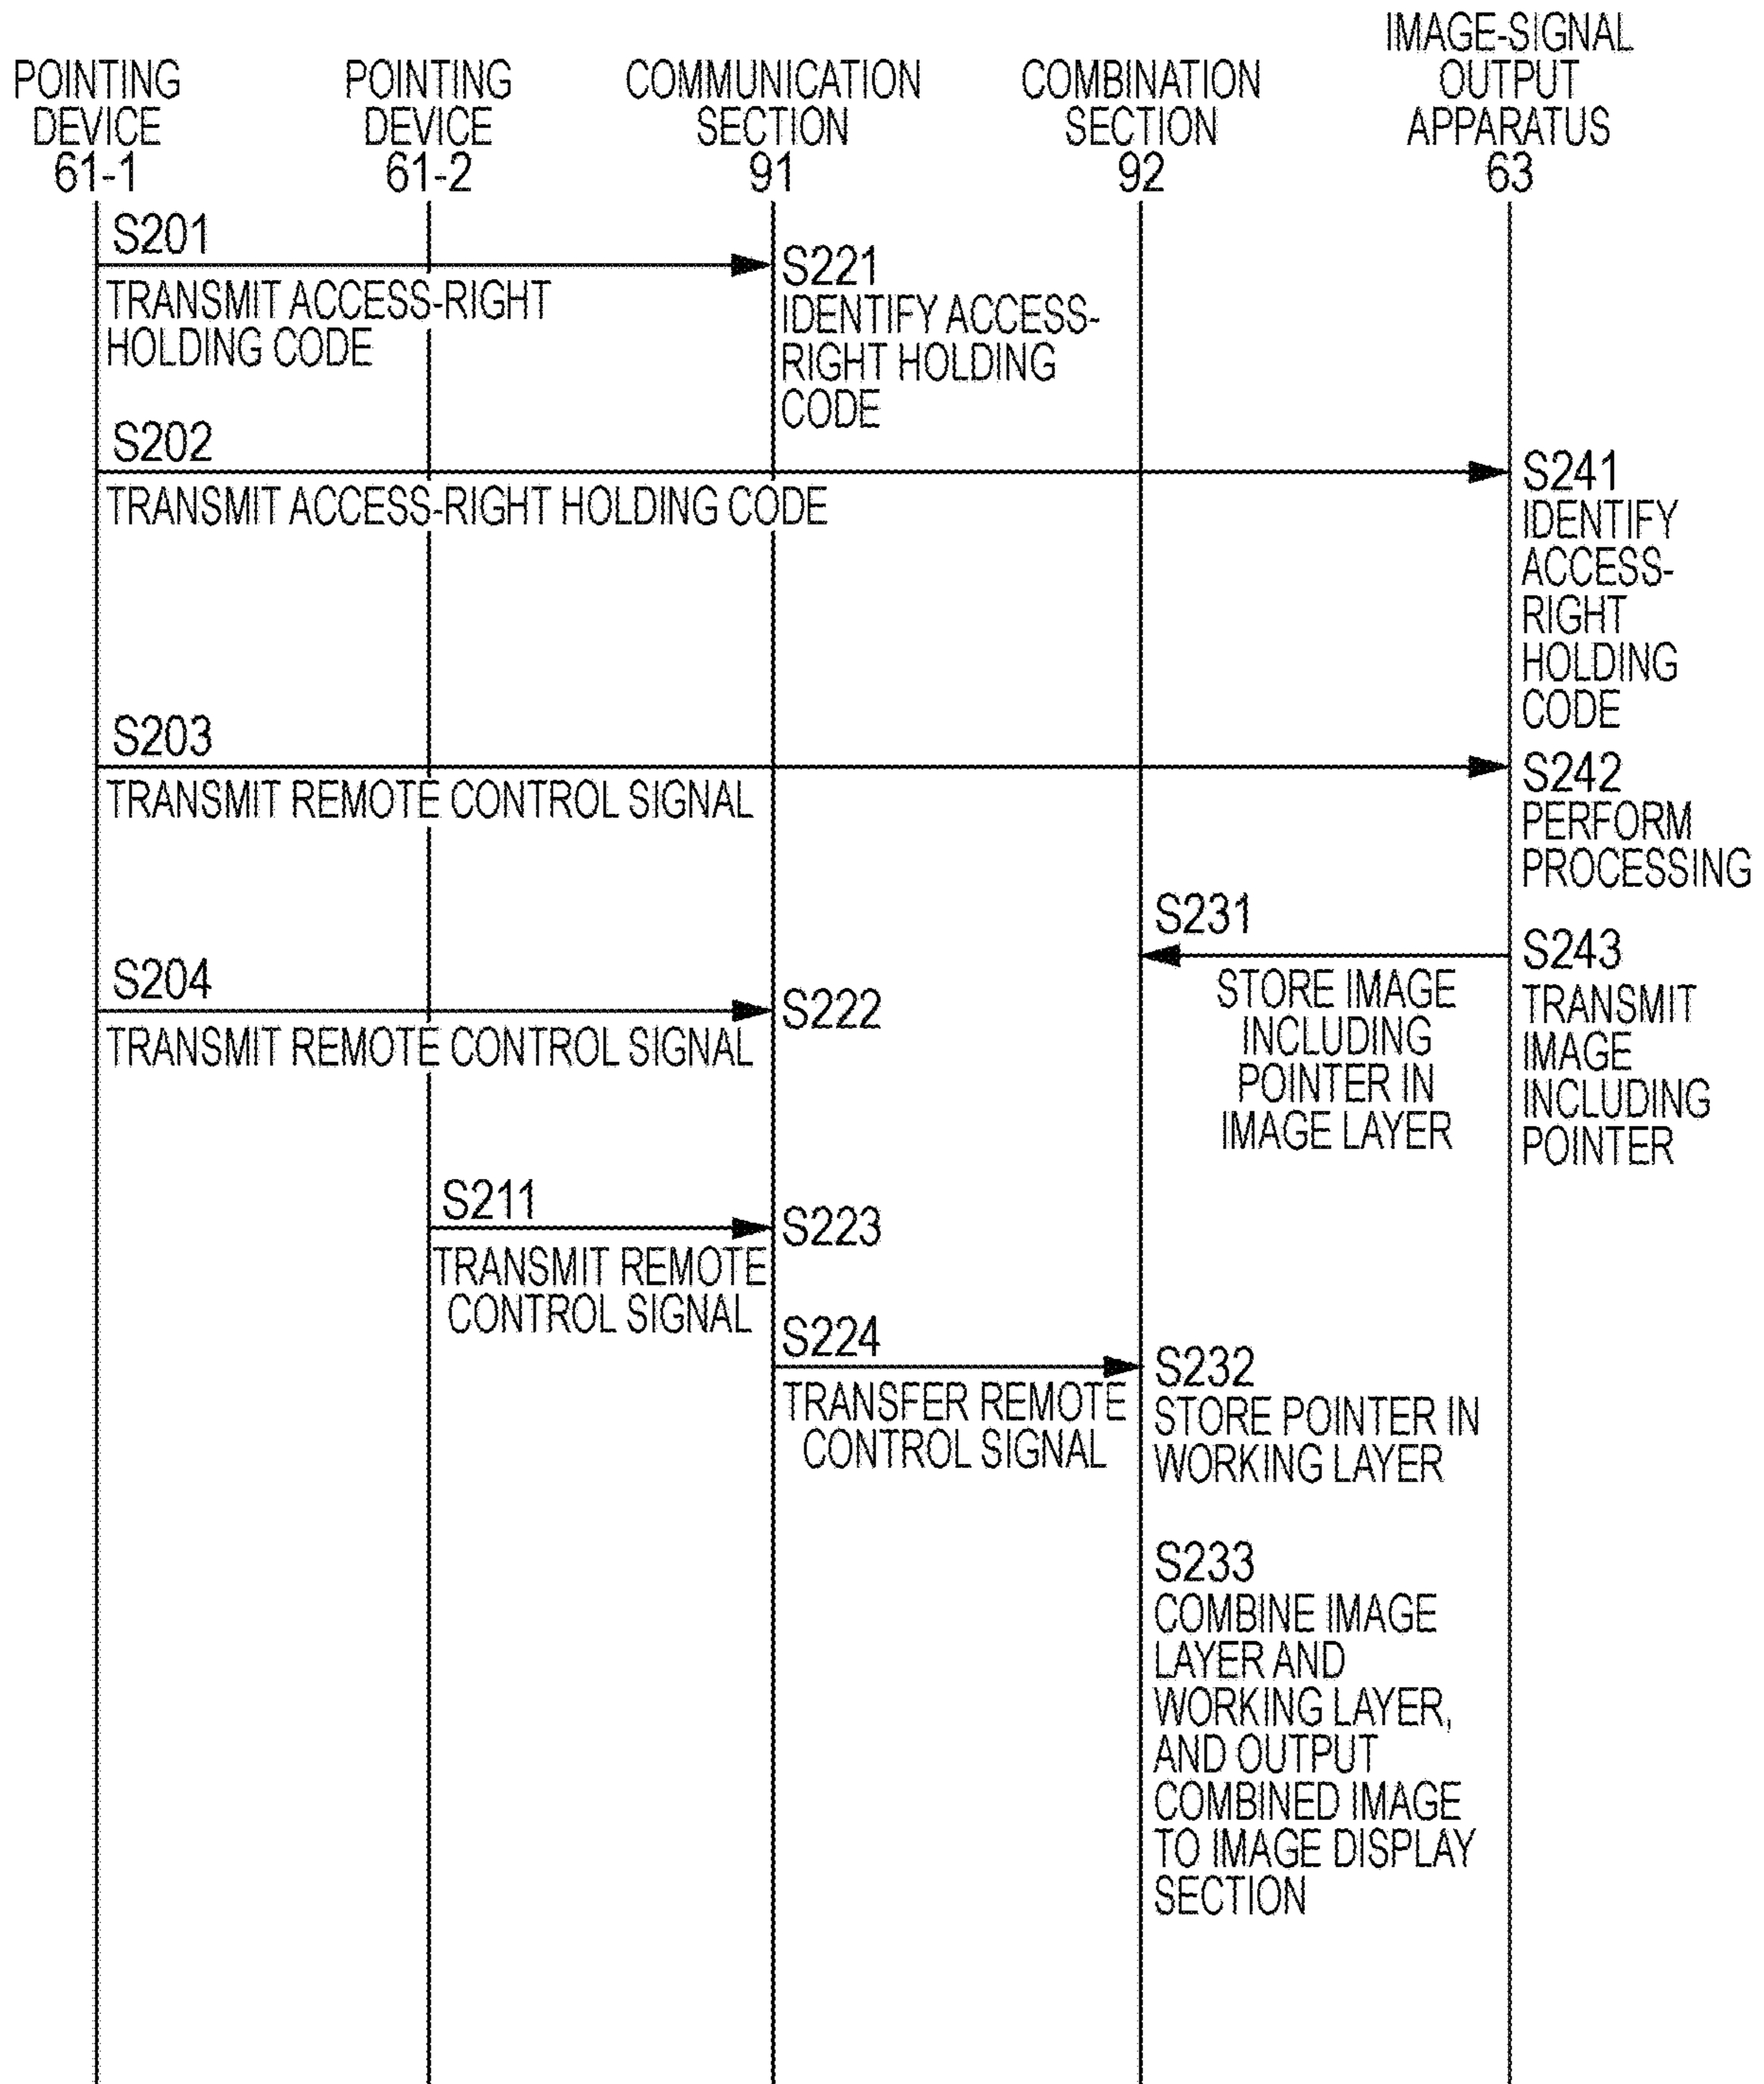 POINTING
DEVICE
61-1
POINTING
DEVICE
61-2
COMMUNICATION
SECTION
91
COMBINATION
SECTION
92
IMAGE-SIGNAL
OUTPUT
APPARATUS
63
S201
TRANSMIT ACCESS-RIGHT
HOLDING CODE
S221
IDENTIFY ACCESS-
RIGHT HOLDING
CODE
S202
TRANSMIT ACCESS-RIGHT HOLDING CODE
S241
IDENTIFY
ACCESS-
RIGHT
HOLDING
CODE
S203
TRANSMIT REMOTE CONTROL SIGNAL
S242
PERFORM
PROCESSING
S231
STORE IMAGE
INCLUDING
POINTER IN
IMAGE LAYER
S243
TRANSMIT
IMAGE
INCLUDING
POINTER
S204
TRANSMIT REMOTE CONTROL SIGNAL
S222
S211
TRANSMIT REMOTE
CONTROL SIGNAL
S223
S224
TRANSFER REMOTE
CONTROL SIGNAL
S232
STORE POINTER IN
WORKING LAYER
S233
COMBINE IMAGE
LAYER AND
WORKING LAYER,
AND OUTPUT
COMBINED IMAGE
TO IMAGE DISPLAY
SECTION